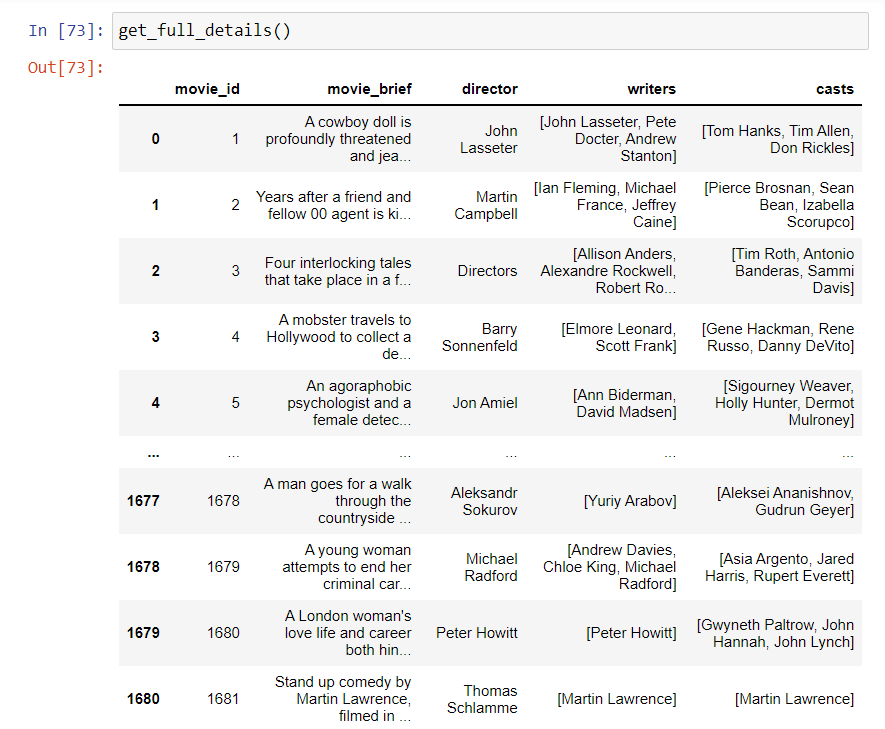 In [73]: get_full_details()
Out[73]:
movie_id movie_brief director writers casts
0 1 A cowboy doll is profoundly threatened and jea... John Lasseter [John Lasseter, Pete Docter, Andrew Stanton] [Tom Hanks, Tim Allen, Don Rickles]
1 2 Years after a friend and fellow 00 agent is ki... Martin Campbell [Ian Fleming, Michael France, Jeffrey Caine] [Pierce Brosnan, Sean Bean, Izabella Scorupco]
2 3 Four interlocking tales that take place in a f... Directors [Allison Anders, Alexandre Rockwell, Robert Ro... [Tim Roth, Antonio Banderas, Sammi Davis]
3 4 A mobster travels to Hollywood to collect a de... Barry Sonnenfeld [Elmore Leonard, Scott Frank] [Gene Hackman, Rene Russo, Danny DeVito]
4 5 An agoraphobic psychologist and a female detec... Jon Amiel [Ann Biderman, David Madsen] [Sigourney Weaver, Holly Hunter, Dermot Mulroney]
... ... ... ... ... ...
1677 1678 A man goes for a walk through the countryside ... Aleksandr Sokurov [Yuriy Arabov] [Aleksei Ananishnov, Gudrun Geyer]
1678 1679 A young woman attempts to end her criminal car... Michael Radford [Andrew Davies, Chloe King, Michael Radford] [Asia Argento, Jared Harris, Rupert Everett]
1679 1680 A London woman's love life and career both hin... Peter Howitt [Peter Howitt] [Gwyneth Paltrow, John Hannah, John Lynch]
1680 1681 Stand up comedy by Martin Lawrence, filmed in ... Thomas Schlamme [Martin Lawrence] [Martin Lawrence]